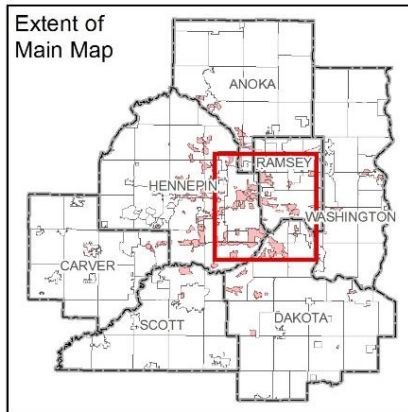 Extent of
Main Map
ANOKA
RAMSEY
HENNEPIN
WASHINGTON
CARVER
SCOTT
DAKOTA